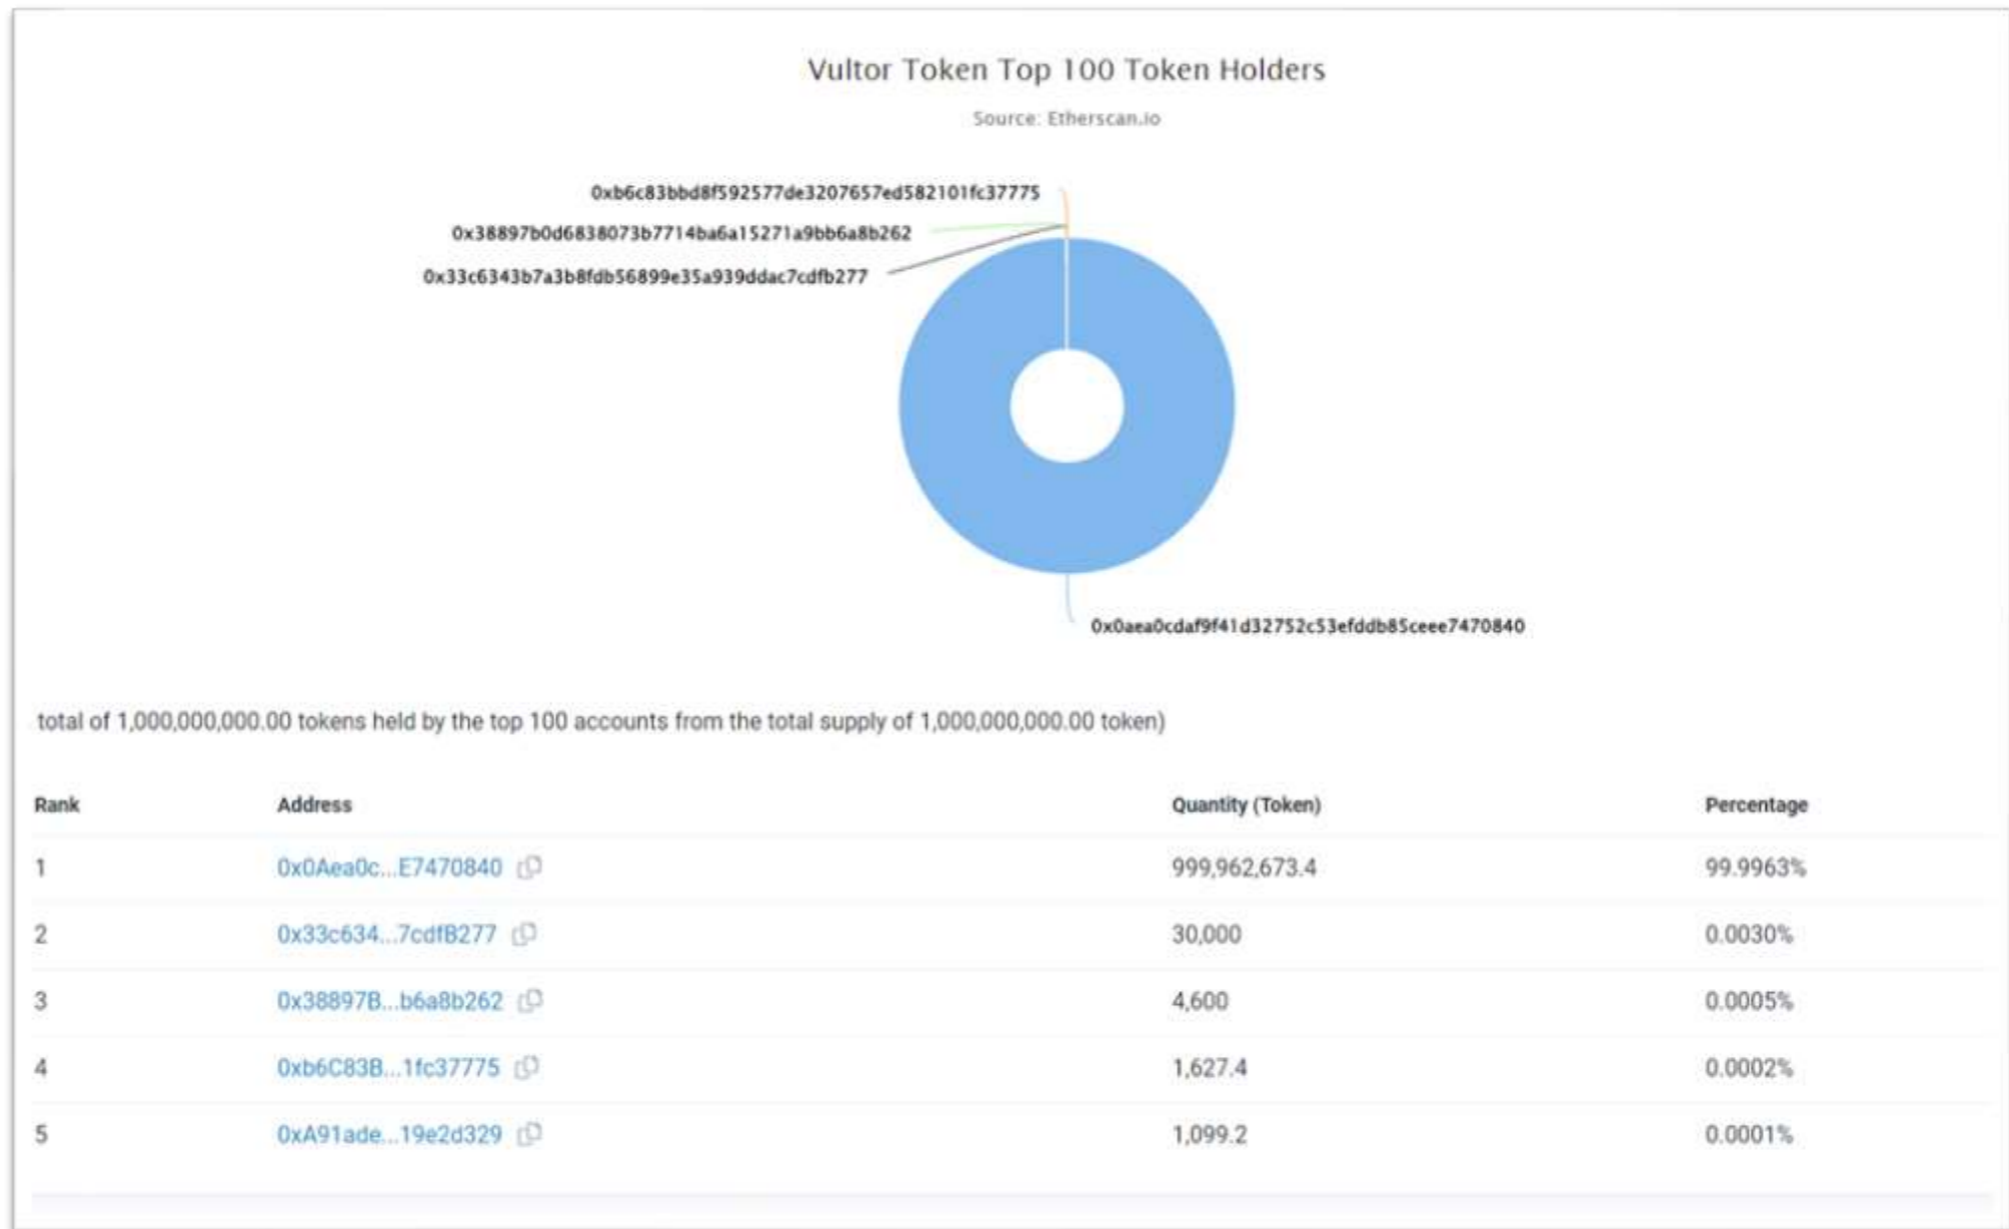 Vultor Token Top 100 Token Holders
Source: Etherscan.io
0xb6c83bbd8f592577de3207657ed582101fc37775
0x38897b0d6838073b7714ba6a15271a9bb6a8b262
0x33c6343b7a3b8fdb56899e35a939ddac7cdfb277
0x0aea0cdaf9f41d32752c53efddb85ceee7470840
total of 1,000,000,000.00 tokens held by the top 100 accounts from the total supply of 1,000,000,000.00 token)
Rank Address Quantity (Token) Percentage
1 0x0Aea0c...E7470840 999,962,673.4 99.9963%
2 0x33c634...7cdfB277 30,000 0.0030%
3 0x38897B...b6a8b262 4,600 0.0005%
4 0xb6C83B...1fc37775 1,627.4 0.0002%
5 0xA91ade...19e2d329 1,099.2 0.0001%